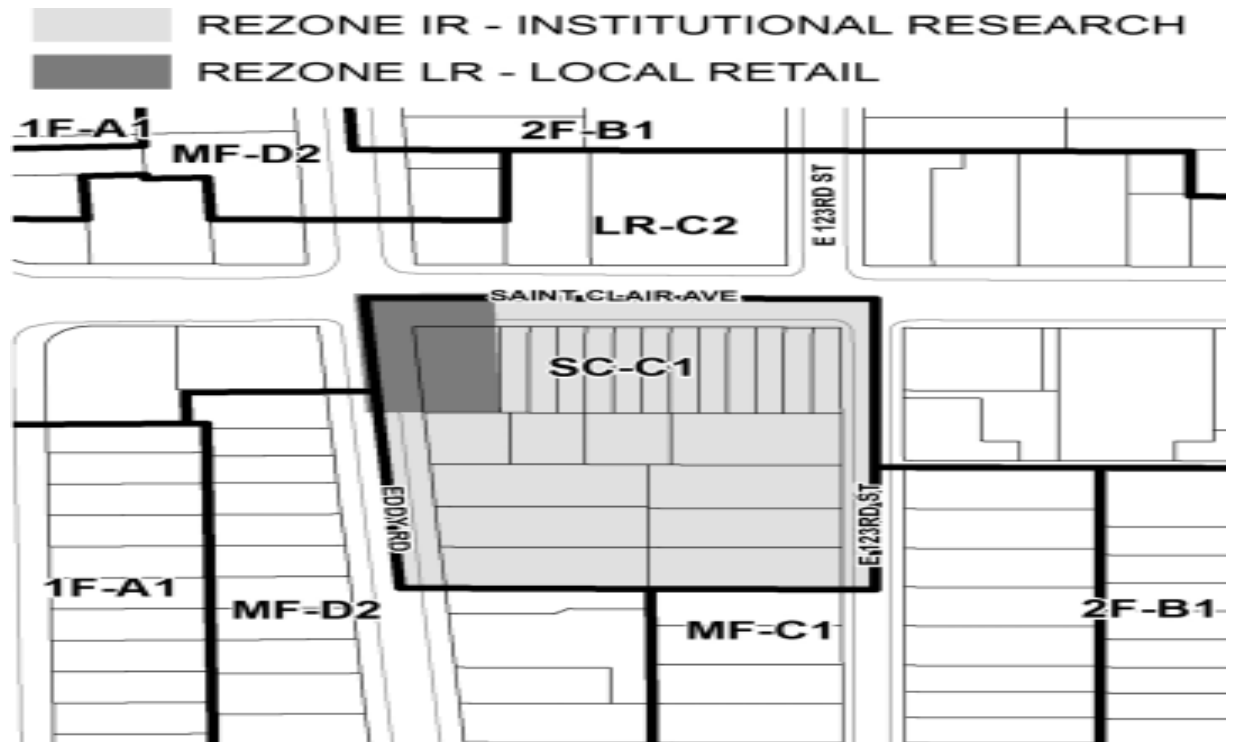 REZONE IR - INSTITUTIONAL RESEARCH
REZONE LR - LOCAL RETAIL
1F-A1
2F-B1
MF-D2
E 123RD ST
LR-C2
SAINT CLAIR AVE
SC-C1
EDDY RD
E 123RD ST
1F-A1
MF-D2
MF-C1
2F-B1